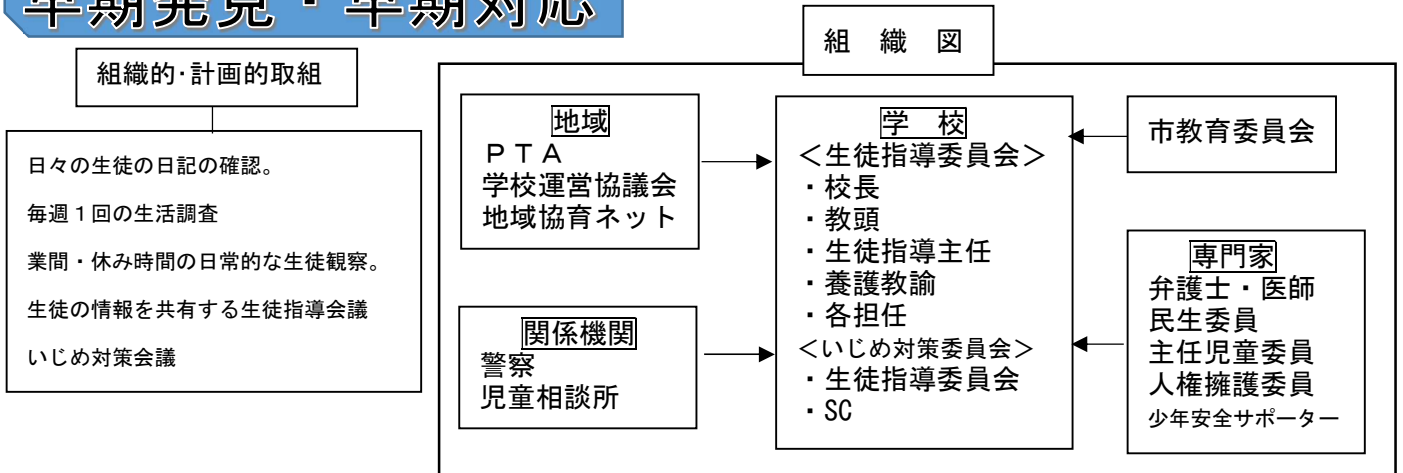 早期発見・早期対応
組織的･計画的取組
日々の生徒の日記の確認。
毎週１回の生活調査
業間・休み時間の日常的な生徒観察。
生徒の情報を共有する生徒指導会議
いじめ対策会議
組　織　図
地域
ＰＴＡ
学校運営協議会
地域協育ネット
関係機関
警察
児童相談所
学　校
＜生徒指導委員会＞
・校長
・教頭
・生徒指導主任
・養護教諭
・各担任
＜いじめ対策委員会＞
・生徒指導委員会
・SC
市教育委員会
専門家
弁護士・医師
民生委員
主任児童委員
人権擁護委員
少年安全サポーター